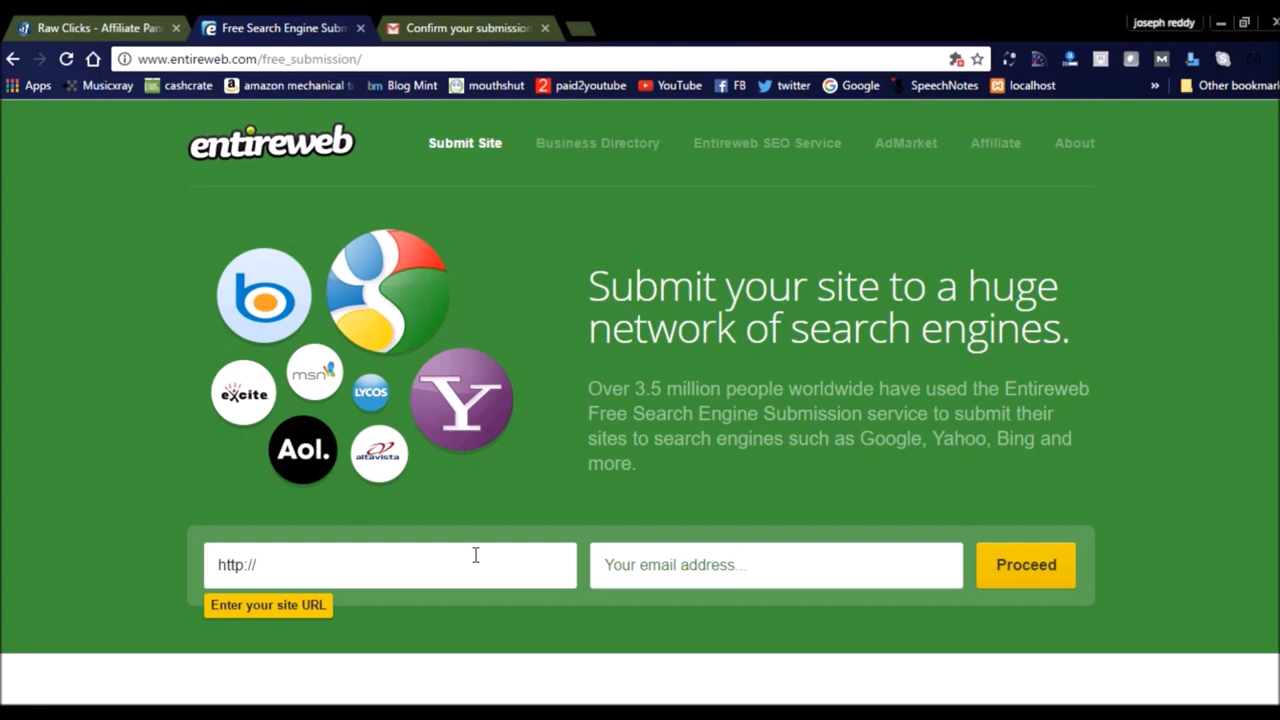 Raw Clicks - Affiliate Pan
Free Search Engine Subm
Confirm your submission
joseph reddy
www.entireweb.com/free_submission/
Apps
Musicxray
cashcrate
amazon mechanical t
Blog Mint
mouthshut
paid2youtube
YouTube
FB
twitter
Google
SpeechNotes
localhost
»
Other bookmar
entireweb
Submit Site
Business Directory
Entireweb SEO Service
AdMarket
Affiliate
About
b
msn
excite
LYCOS
Y
Aol.
altavista
Submit your site to a huge
network of search engines.
Over 3.5 million people worldwide have used the Entireweb
Free Search Engine Submission service to submit their
sites to search engines such as Google, Yahoo, Bing and
more.
http://
Your email address...
Proceed
Enter your site URL